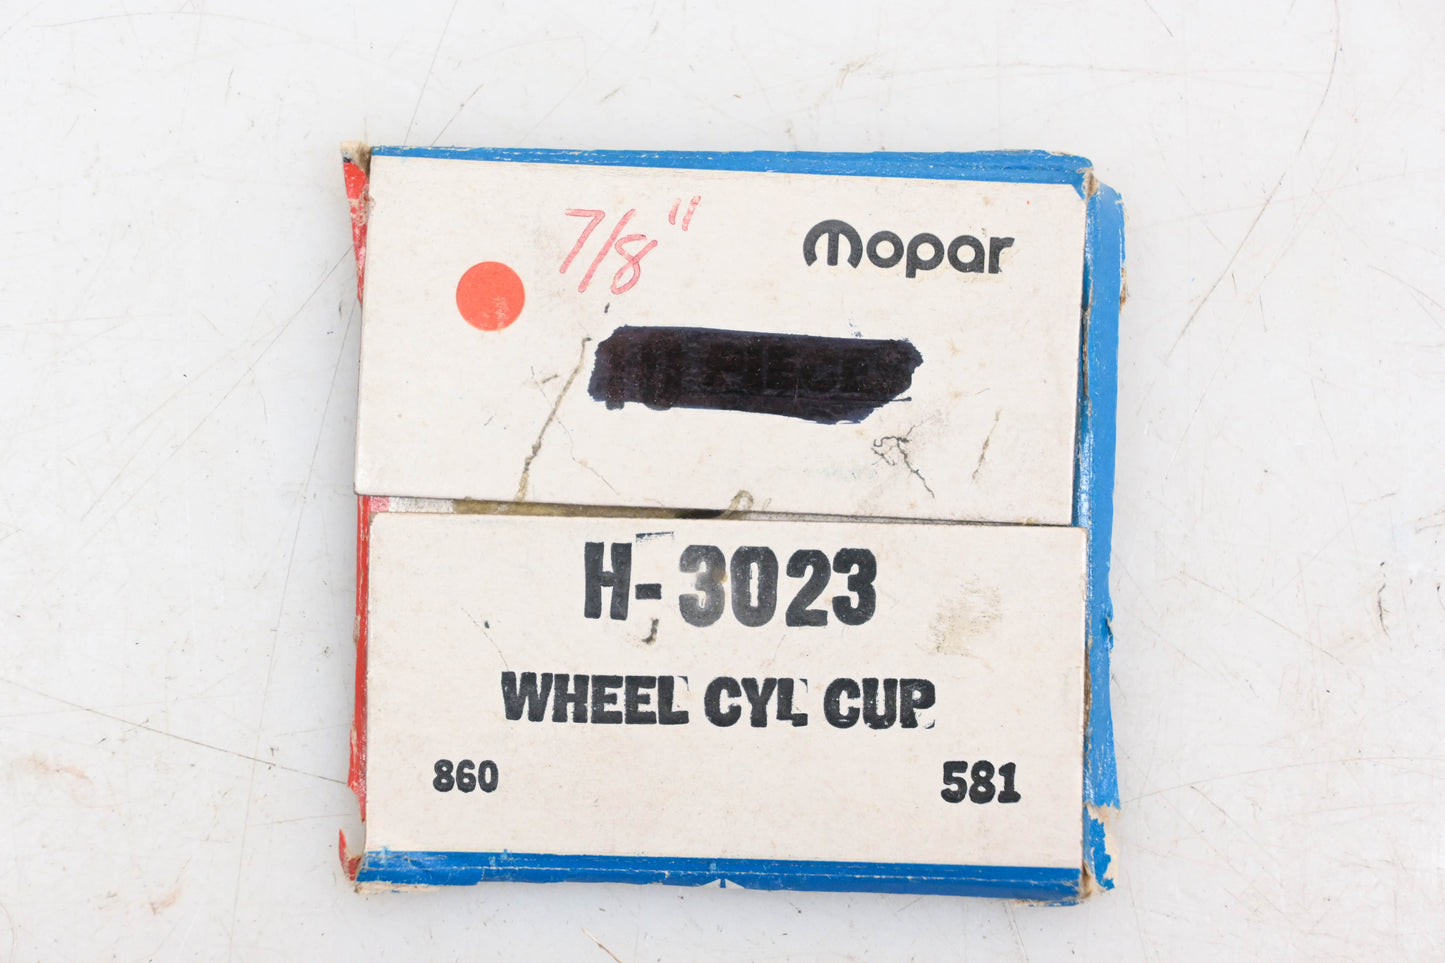 7/8"
Mopar
H-3023
WHEEL CYL CUP
860
581